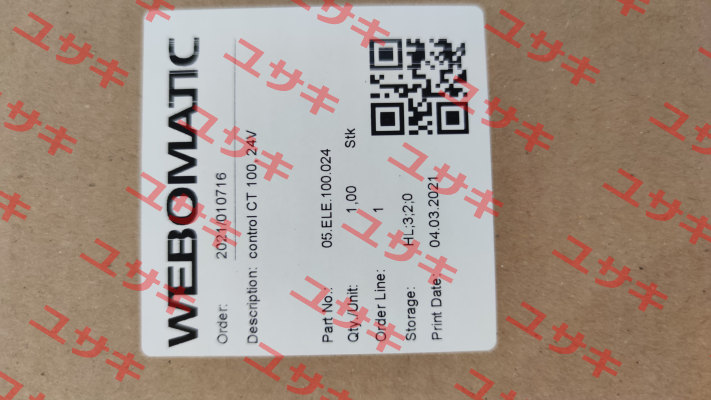 WEBOMATIC
Order: 2021.010716
Description: control CT 100, 24V
Part No.: 05.ELE.100.024
Qty./Unit: 1,00 Stk
Order Line: 1
Storage: HL;3;2;0
Print Date: 04.03.2021
ユサキ